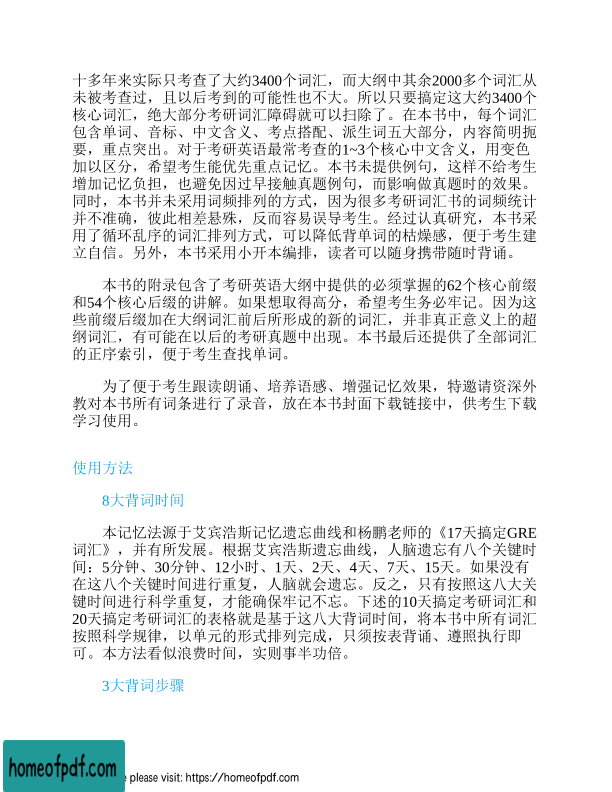 十多年来实际只考查了大约3400个词汇，而大纲中其余2000多个词汇从
未被考查过，且以后考到的可能性也不大。所以只要搞定这大约3400个
核心词汇，绝大部分考研词汇障碍就可以扫除了。在本书中，每个词汇
包含单词、音标、中文含义、考点搭配、派生词五大部分，内容简明扼
要，重点突出。对于考研英语最常考查的1~3个核心中文含义，用变色
加以区分，希望考生能优先重点记忆。本书未提供例句，这样不给考生
增加记忆负担，也避免因过早接触真题例句，而影响做真题时的效果。
同时，本书并未采用词频排列的方式，因为很多考研词汇书的词频统计
并不准确，彼此相差悬殊，反而容易误导考生。经过认真研究，本书采
用了循环乱序的词汇排列方式，可以降低背单词的枯燥感，便于考生建
立自信。另外，本书采用小开本编排，读者可以随身携带随时背诵。
本书的附录包含了考研英语大纲中提供的必须掌握的62个核心前缀
和54个核心后缀的讲解。如果想取得高分，希望考生务必牢记。因为这
些前缀后缀加在大纲词汇前后所形成的新的词汇，并非真正意义上的超
纲词汇，有可能在以后的考研真题中出现。本书最后还提供了全部词汇
的正序索引，便于考生查找单词。
为了便于考生跟读朗诵、培养语感、增强记忆效果，特邀请资深外
教对本书所有词条进行了录音，放在本书封面下载链接中，供考生下载
学习使用。
使用方法
8大背词时间
本记忆法源于艾宾浩斯记忆遗忘曲线和杨鹏老师的《17天搞定GRE
词汇》，并有所发展。根据艾宾浩斯遗忘曲线，人脑遗忘有八个关键时
间：5分钟、30分钟、12小时、1天、2天、4天、7天、15天。如果没有
在这八个关键时间进行重复，人脑就会遗忘。反之，只有按照这八大关
键时间进行科学重复，才能确保牢记不忘。下述的10天搞定考研词汇和
20天搞定考研词汇的表格就是基于这八大背词时间，将本书中所有词汇
按照科学规律，以单元的形式排列完成，只须按表背诵、遵照执行即
可。本方法看似浪费时间，实则事半功倍。
3大背词步骤
homeofpdf.com
please visit: https://homeofpdf.com